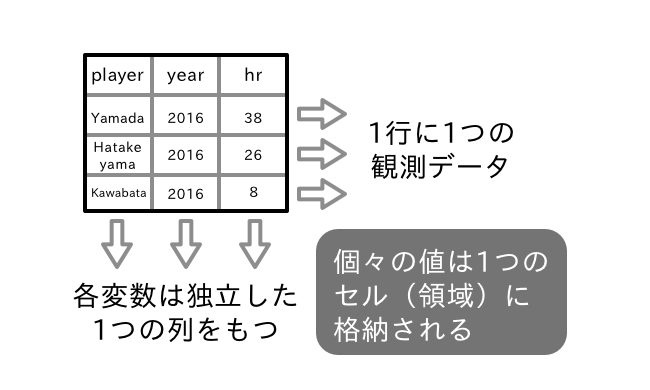 player year hr
Yamada 2016 38
Hatake
yama 2016 26
Kawabata 2016 8
1行に1つの
観測データ
各変数は独立した
1つの列をもつ
個々の値は1つの
セル（領域）に
格納される